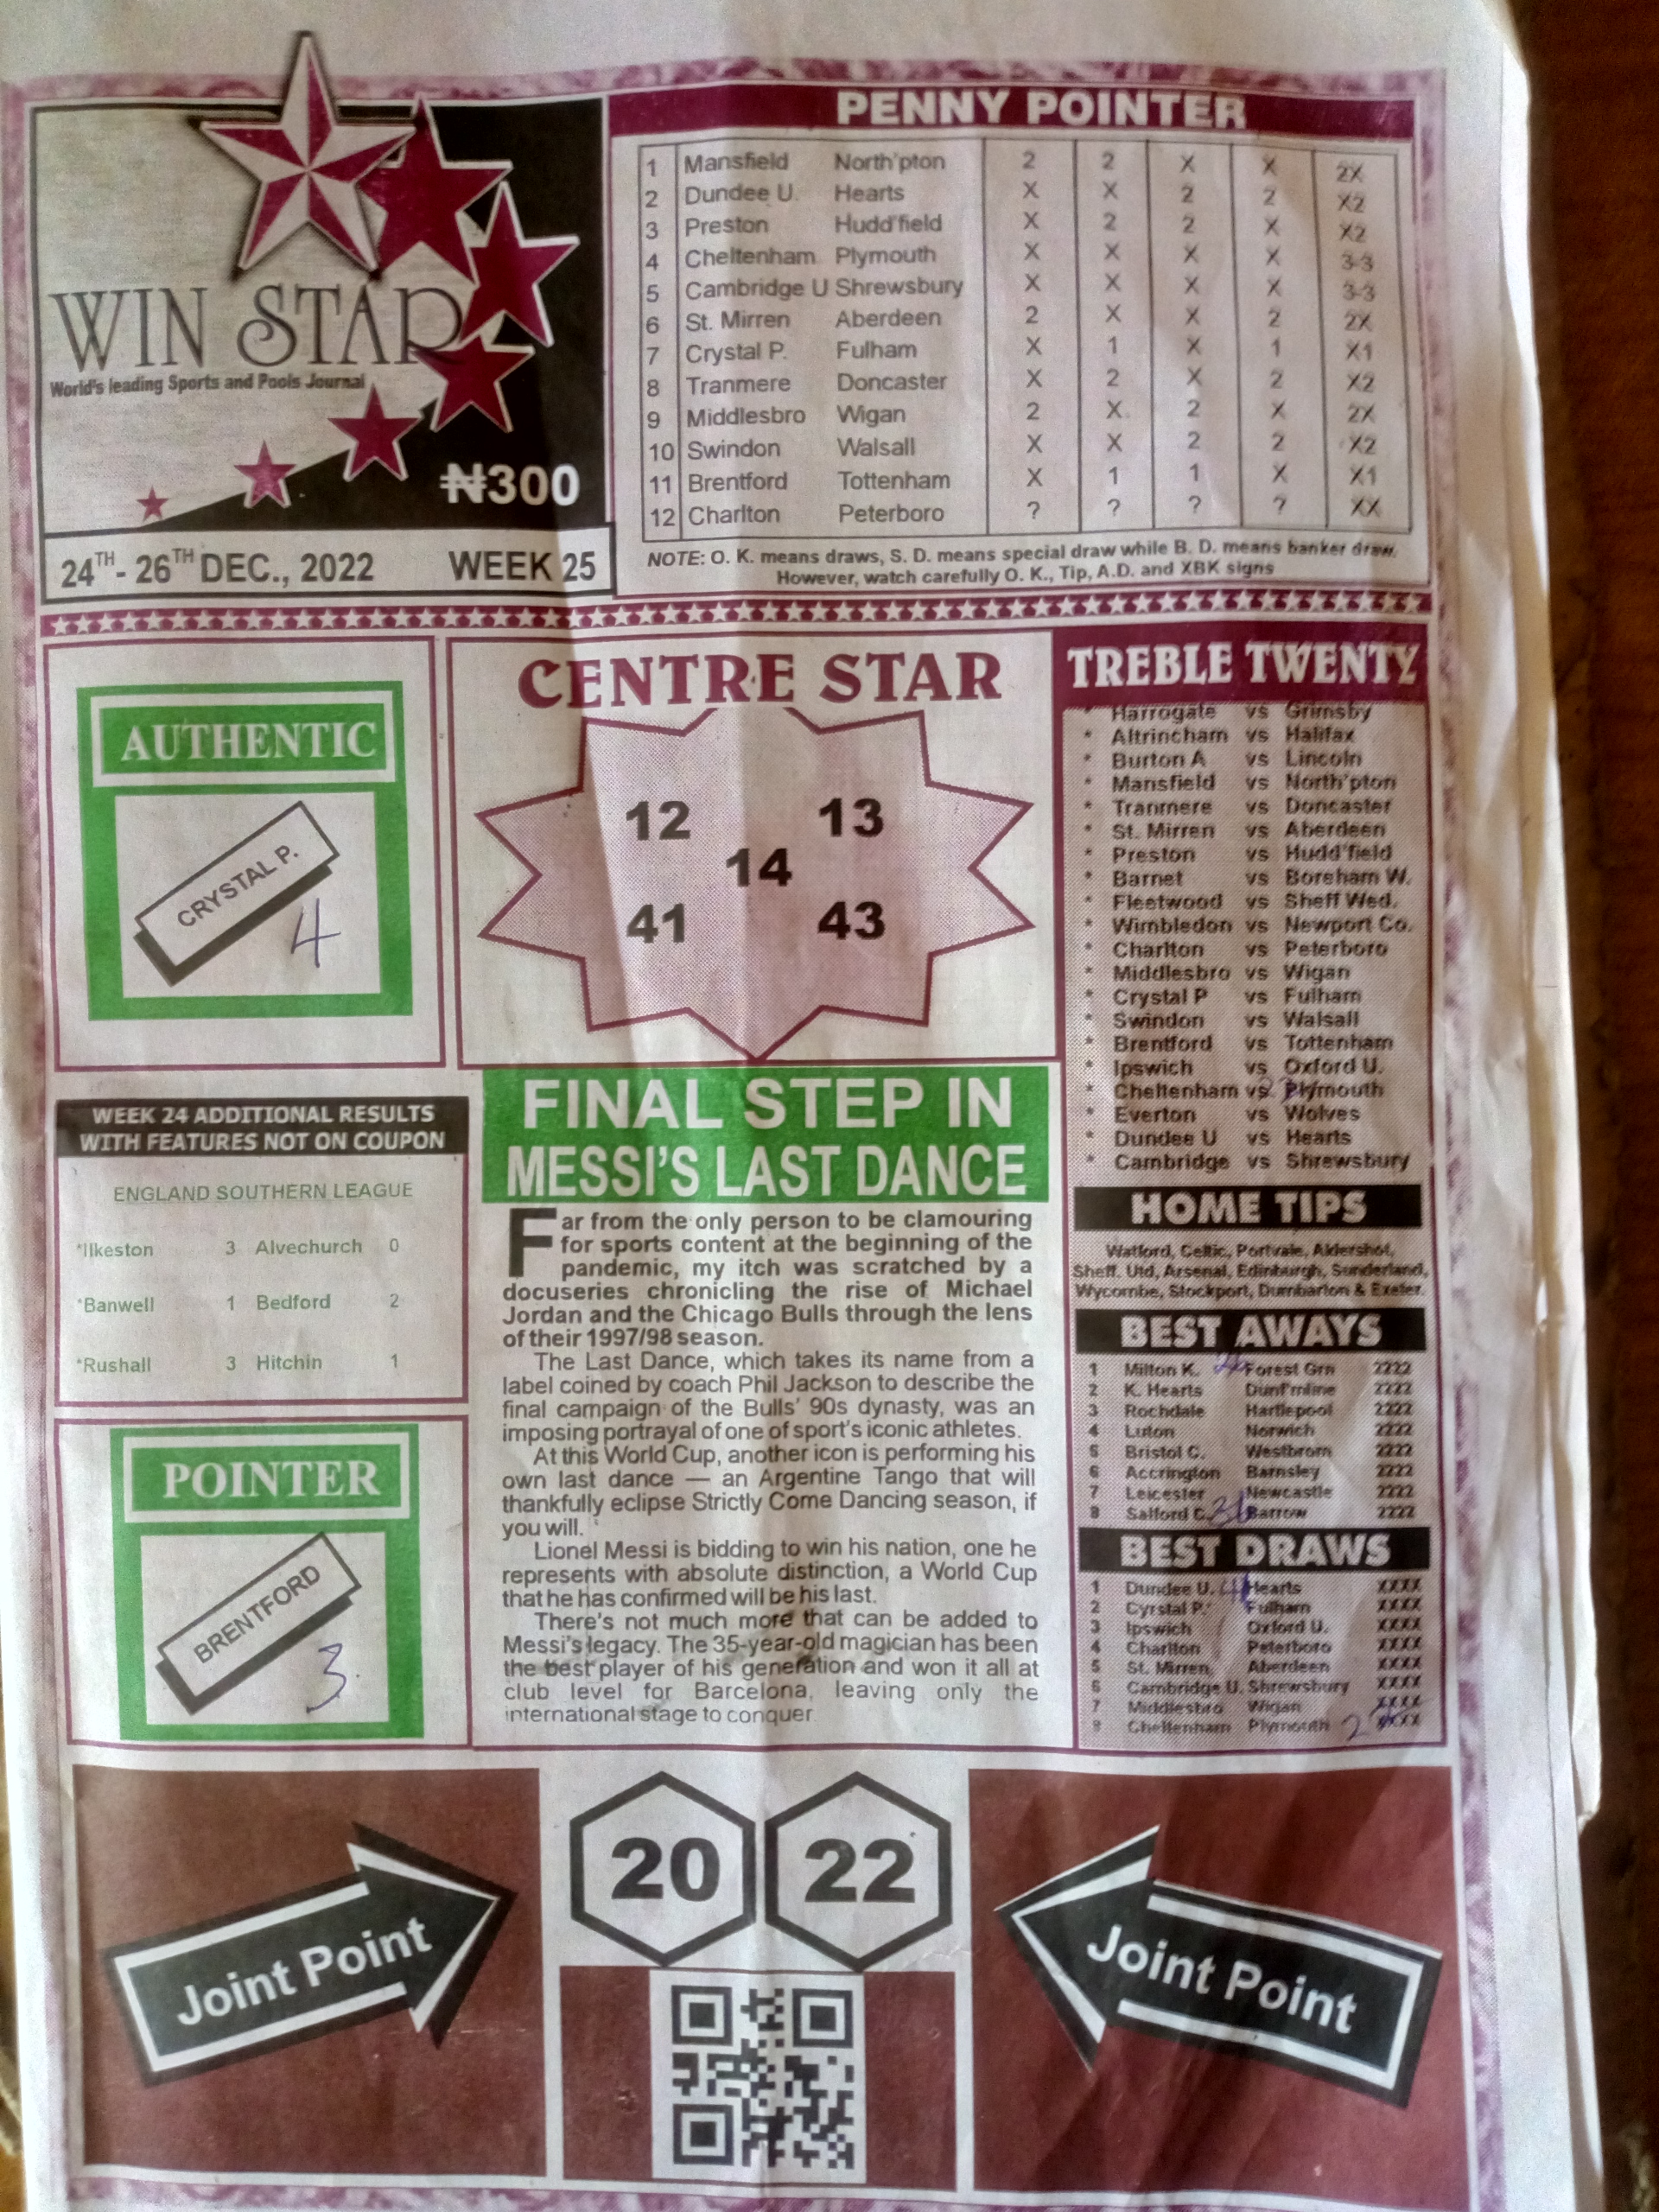 WIN STAR
World's leading Sports and Pools Journal
₦300
24TH - 26TH DEC., 2022 WEEK 25
PENNY POINTER
1 Mansfield North'pton 2 2 X X 2X
2 Dundee U. Hearts X X 2 2 X2
3 Preston Hudd'field X 2 2 X X2
4 Cheltenham Plymouth X X X X 3-3
5 Cambridge U Shrewsbury X X X X 3-3
6 St. Mirren Aberdeen 2 X X 2 2X
7 Crystal P. Fulham X 1 X 1 X1
8 Tranmere Doncaster X 2 X 2 X2
9 Middlesbro Wigan 2 X 2 X 2X
10 Swindon Walsall X X 2 2 X2
11 Brentford Tottenham X 1 1 X X1
12 Charlton Peterboro ? ? ? ? XX
NOTE: O. K. means draws, S. D. means special draw while B. D. means banker draw.
However, watch carefully O. K., Tip, A.D. and XBK signs
AUTHENTIC
CRYSTAL P.
4
CENTRE STAR
12 13
14
41 43
TREBLE TWENTY
* Harrogate vs Grimsby
* Altrincham vs Halifax
* Burton A vs Lincoln
* Mansfield vs North'pton
* Tranmere vs Doncaster
* St. Mirren vs Aberdeen
* Preston vs Hudd'field
* Barnet vs Boreham W.
* Fleetwood vs Sheff Wed.
* Wimbledon vs Newport Co.
* Charlton vs Peterboro
* Middlesbro vs Wigan
* Crystal P vs Fulham
* Swindon vs Walsall
* Brentford vs Tottenham
* Ipswich vs Oxford U.
* Cheltenham vs Plymouth
* Everton vs Wolves
* Dundee U vs Hearts
* Cambridge vs Shrewsbury
WEEK 24 ADDITIONAL RESULTS
WITH FEATURES NOT ON COUPON
ENGLAND SOUTHERN LEAGUE
*Ilkeston 3 Alvechurch 0
*Banwell 1 Bedford 2
*Rushall 3 Hitchin 1
POINTER
BRENTFORD
3
FINAL STEP IN
MESSI'S LAST DANCE
Far from the only person to be clamouring
for sports content at the beginning of the
pandemic, my itch was scratched by a
docuseries chronicling the rise of Michael
Jordan and the Chicago Bulls through the lens
of their 1997/98 season.
The Last Dance, which takes its name from a
label coined by coach Phil Jackson to describe the
final campaign of the Bulls' 90s dynasty, was an
imposing portrayal of one of sport's iconic athletes.
At this World Cup, another icon is performing his
own last dance — an Argentine Tango that will
thankfully eclipse Strictly Come Dancing season, if
you will.
Lionel Messi is bidding to win his nation, one he
represents with absolute distinction, a World Cup
that he has confirmed will be his last.
There's not much more that can be added to
Messi's legacy. The 35-year-old magician has been
the best player of his generation and won it all at
club level for Barcelona, leaving only the
international stage to conquer
HOME TIPS
Watford, Celtic, Portvale, Aldershot,
Sheff. Utd, Arsenal, Edinburgh, Sunderland,
Wycombe, Stockport, Dumbarton & Exeter.
BEST AWAYS
1 Milton K. Forest Grn 2222
2 K. Hearts Dunf'mline 2222
3 Rochdale Hartlepool 2222
4 Luton Norwich 2222
5 Bristol C. Westbrom 2222
6 Accrington Barnsley 2222
7 Leicester Newcastle 2222
8 Salford C. Barrow 2222
BEST DRAWS
1 Dundee U. Hearts XXXX
2 Cyrstal P. Fulham XXXX
3 Ipswich Oxford U. XXXX
4 Charlton Peterboro XXXX
5 St. Mirren, Aberdeen XXXX
6 Cambridge U. Shrewsbury XXXX
7 Middlesbro Wigan XXXX
8 Cheltenham Plymouth XXXX
Joint Point
20 22
Joint Point